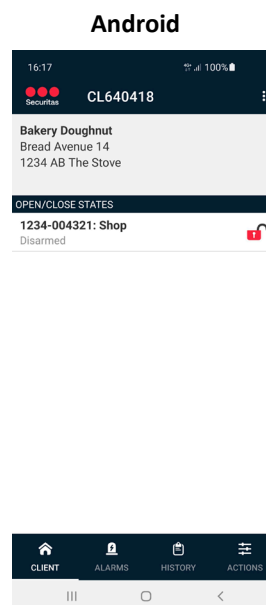 Android
16:17
100%
Securitas
CL640418
Bakery Doughnut
Bread Avenue 14
1234 AB The Stove
OPEN/CLOSE STATES
1234-004321: Shop
Disarmed
CLIENT
ALARMS
HISTORY
ACTIONS